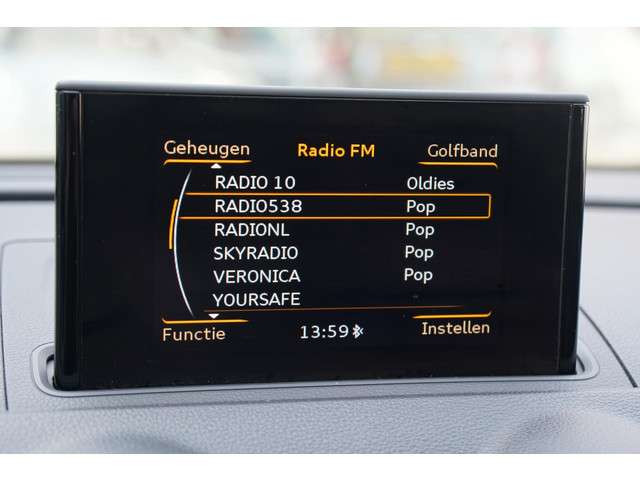 Geheugen Radio FM Golfband
RADIO 10 Oldies
RADIO538 Pop
RADIONL Pop
SKYRADIO Pop
VERONICA Pop
YOURSAFE
Functie 13:59 Instellen